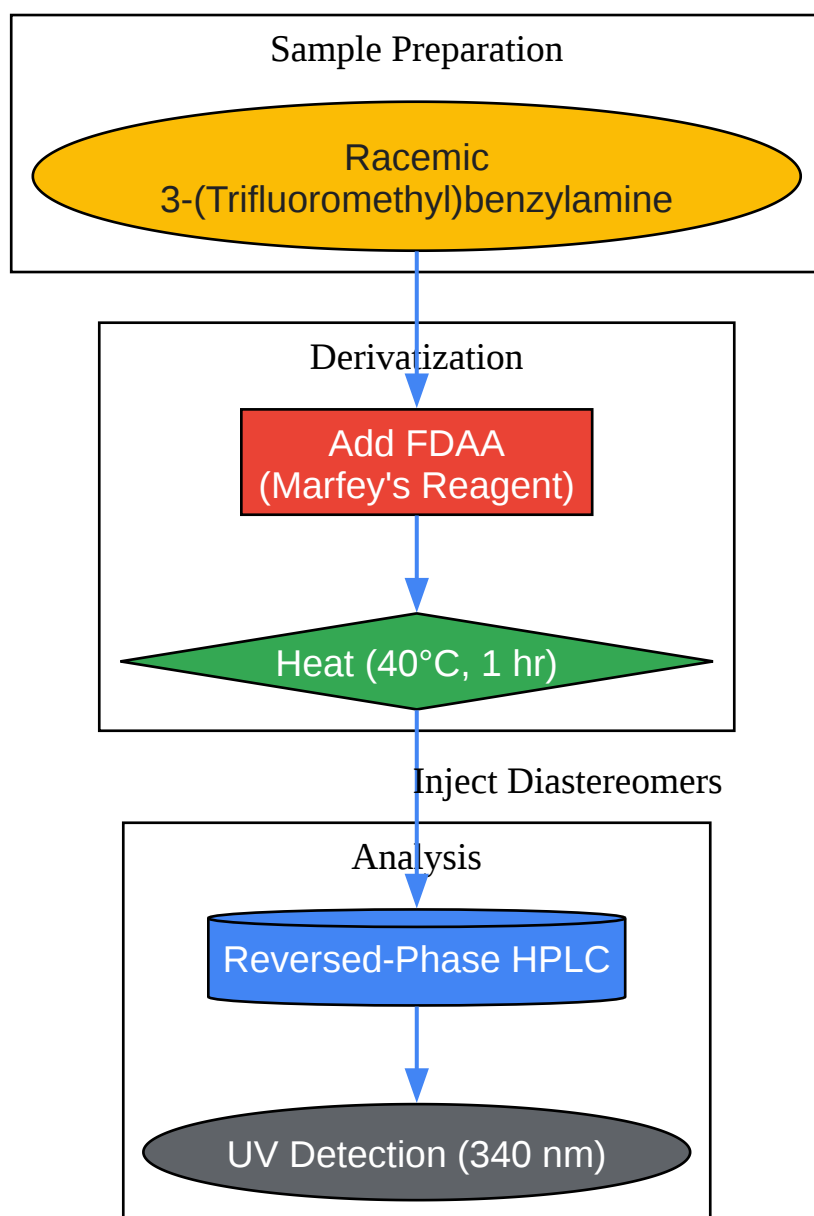 Sample Preparation
Racemic
3-(Trifluoromethyl)benzylamine
Derivatization
Add FDAA
(Marfey's Reagent)
Heat (40°C, 1 hr)
Inject Diastereomers
Analysis
Reversed-Phase HPLC
UV Detection (340 nm)